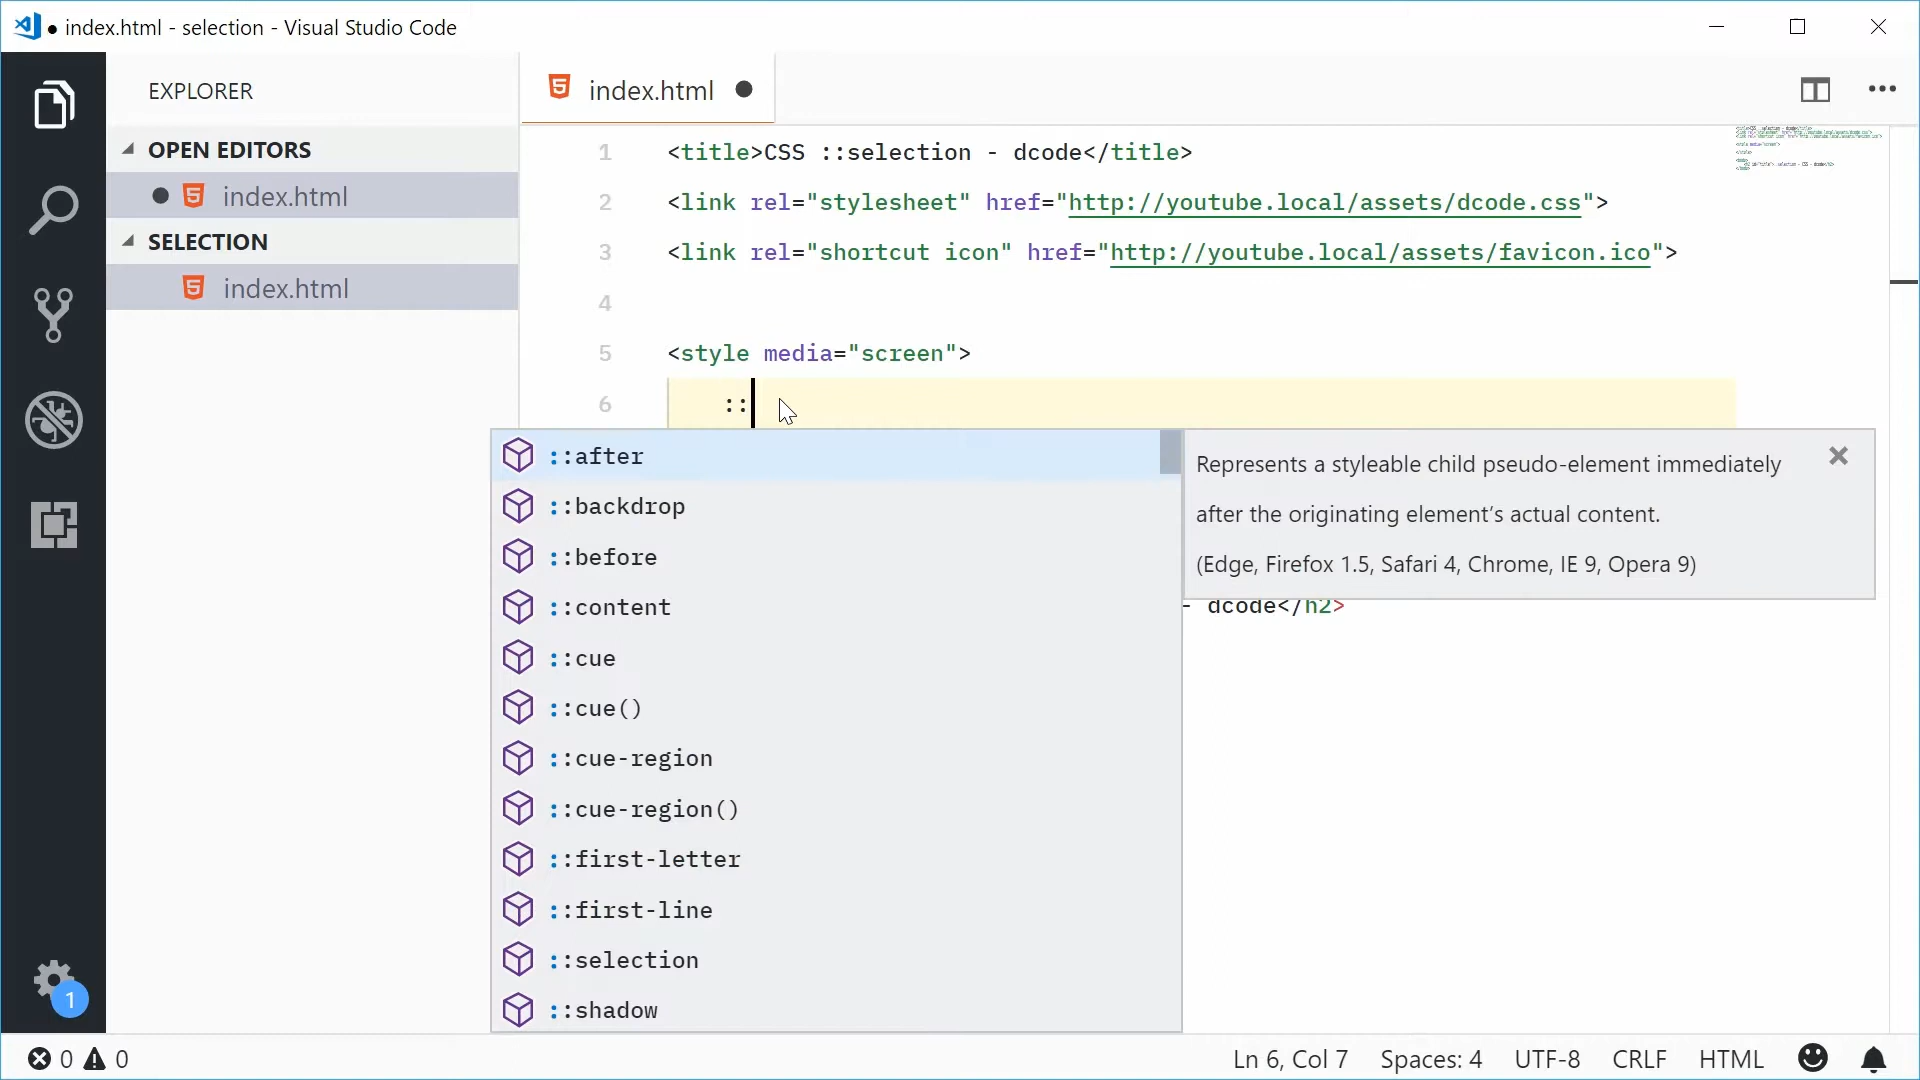 index.html - selection - Visual Studio Code
EXPLORER
OPEN EDITORS
index.html
SELECTION
index.html
index.html
1 <title>CSS ::selection - dcode</title>
2 <link rel="stylesheet" href="http://youtube.local/assets/dcode.css">
3 <link rel="shortcut icon" href="http://youtube.local/assets/favicon.ico">
4
5 <style media="screen">
6 ::
::after
::backdrop
::before
::content
::cue
::cue()
::cue-region
::cue-region()
::first-letter
::first-line
::selection
::shadow
Represents a styleable child pseudo-element immediately
after the originating element's actual content.
(Edge, Firefox 1.5, Safari 4, Chrome, IE 9, Opera 9)
- dcode</h2>
1
0 0
Ln 6, Col 7 Spaces: 4 UTF-8 CRLF HTML